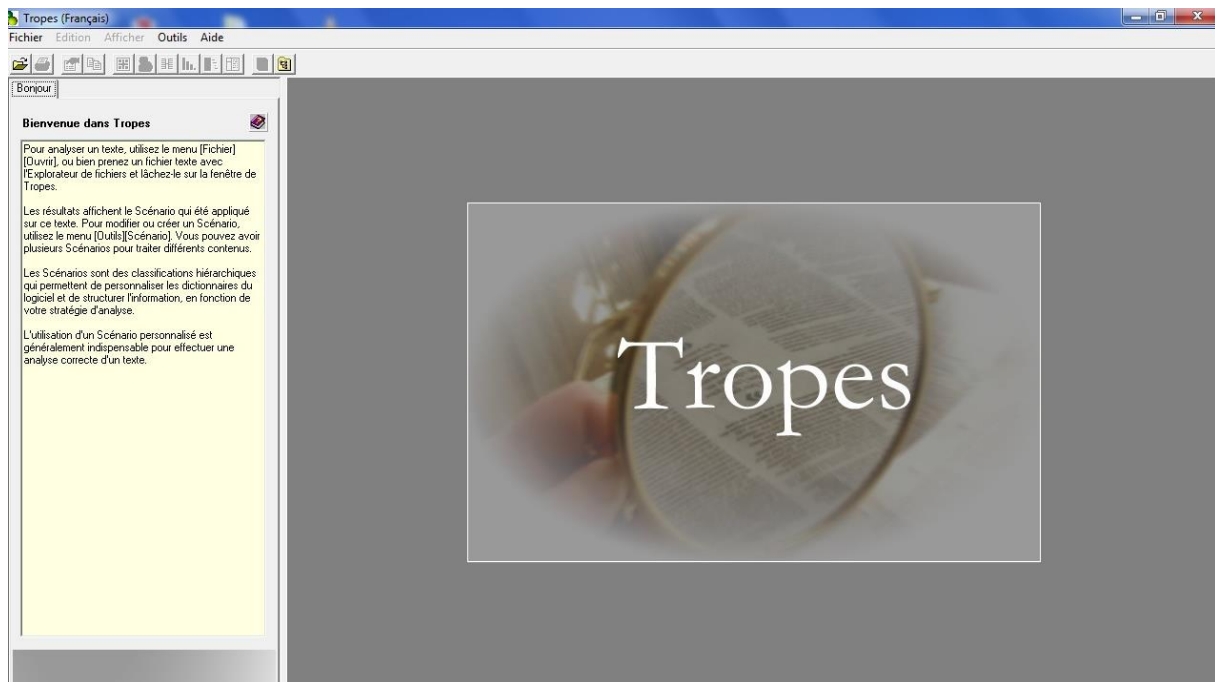 Tropes (Français)
Fichier Edition Afficher Outils Aide
Bonjour
Bienvenue dans Tropes
Pour analyser un texte, utilisez le menu [Fichier]
[Ouvrir], ou bien prenez un fichier texte avec
l'Explorateur de fichiers et lâchez-le sur la fenêtre de
Tropes.
Les résultats affichent le Scénario qui été appliqué
sur ce texte. Pour modifier ou créer un Scénario,
utilisez le menu [Outils][Scénario]. Vous pouvez avoir
plusieurs Scénarios pour traiter différents contenus.
Les Scénarios sont des classifications hiérarchiques
qui permettent de personnaliser les dictionnaires du
logiciel et de structurer l'information, en fonction de
votre stratégie d'analyse.
L'utilisation d'un Scénario personnalisé est
généralement indispensable pour effectuer une
analyse correcte d'un texte.
Tropes